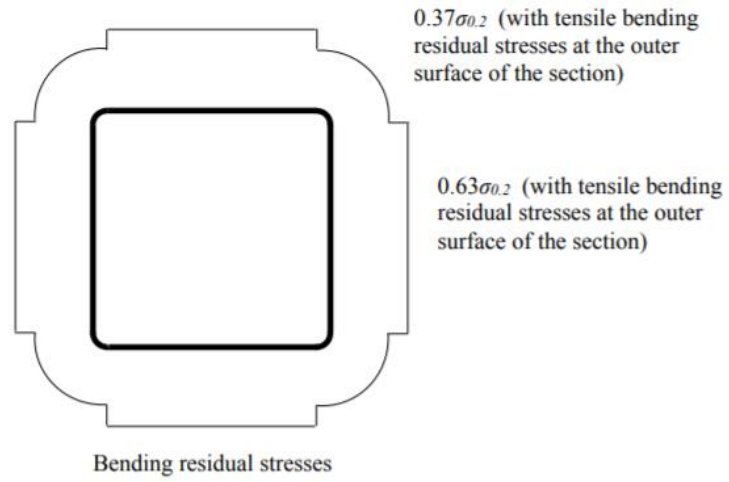 0.37σ0.2 (with tensile bending
residual stresses at the outer
surface of the section)
0.63σ0.2 (with tensile bending
residual stresses at the outer
surface of the section)
Bending residual stresses